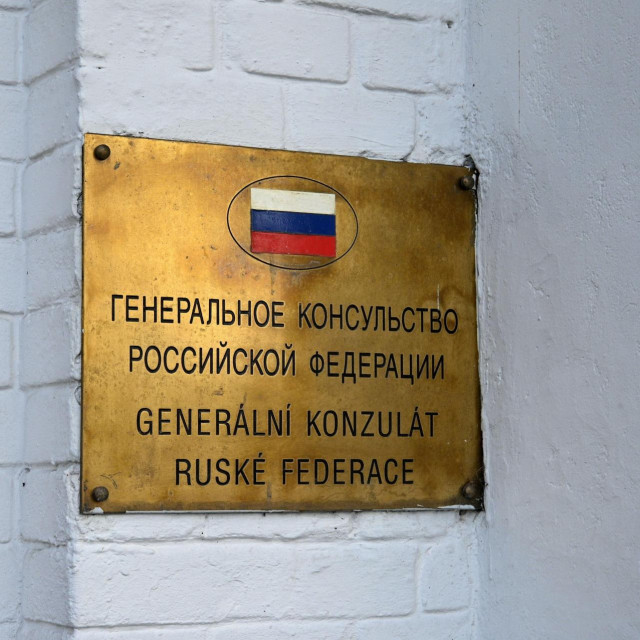 ГЕНЕРАЛЬНОЕ КОНСУЛЬСТВО
РОССИЙСКОЙ ФЕДЕРАЦИИ
GENERÁLNÍ KONZULÁT
RUSKÉ FEDERACE